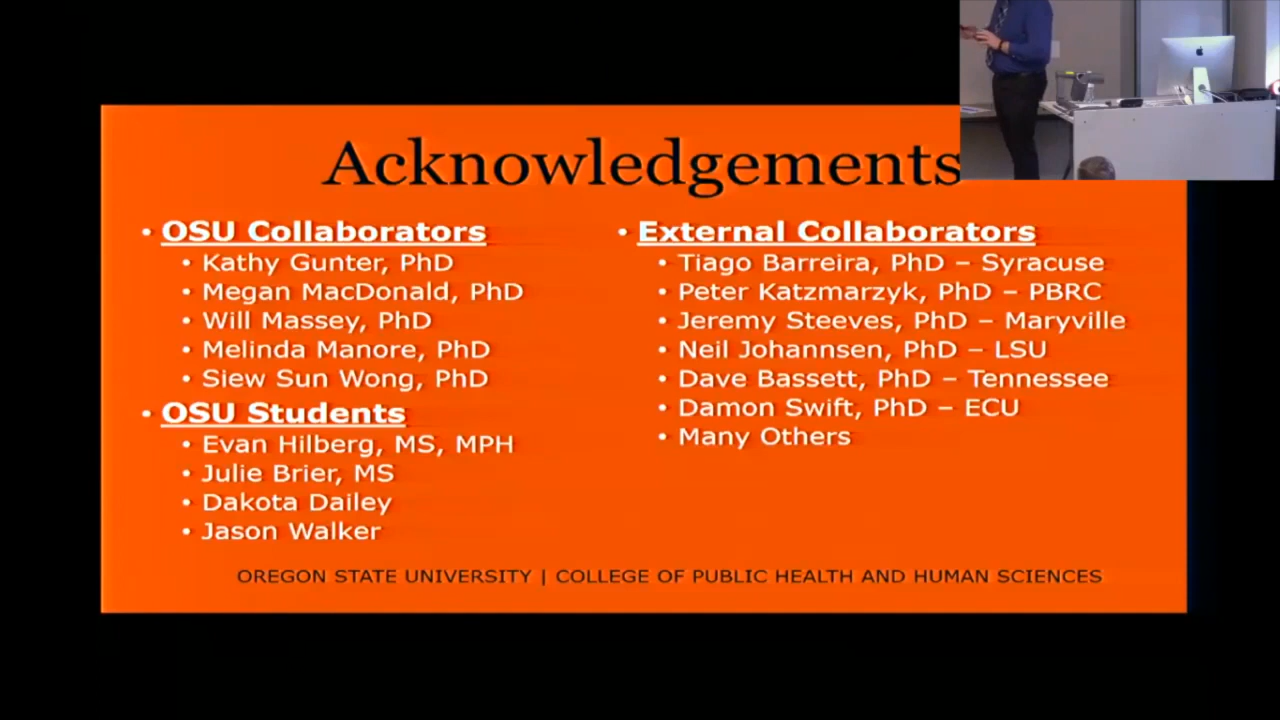 Acknowledgements
• OSU Collaborators
• Kathy Gunter, PhD
• Megan MacDonald, PhD
• Will Massey, PhD
• Melinda Manore, PhD
• Siew Sun Wong, PhD
• OSU Students
• Evan Hilberg, MS, MPH
• Julie Brier, MS
• Dakota Dailey
• Jason Walker
• External Collaborators
• Tiago Barreira, PhD – Syracuse
• Peter Katzmarzyk, PhD – PBRC
• Jeremy Steeves, PhD – Maryville
• Neil Johannsen, PhD – LSU
• Dave Bassett, PhD – Tennessee
• Damon Swift, PhD – ECU
• Many Others
OREGON STATE UNIVERSITY | COLLEGE OF PUBLIC HEALTH AND HUMAN SCIENCES